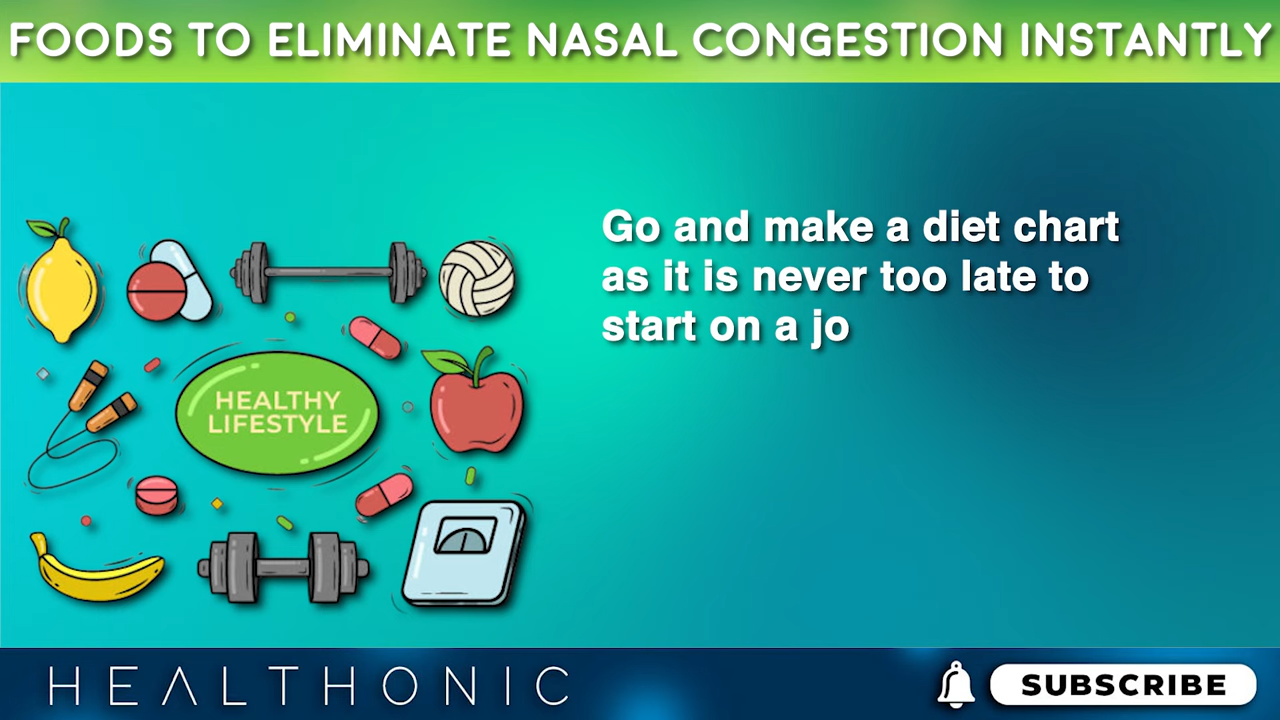 FOODS TO ELIMINATE NASAL CONGESTION INSTANTLY
Go and make a diet chart
as it is never too late to
start on a jo
HEALTHY
LIFESTYLE
HEALTHONIC
SUBSCRIBE